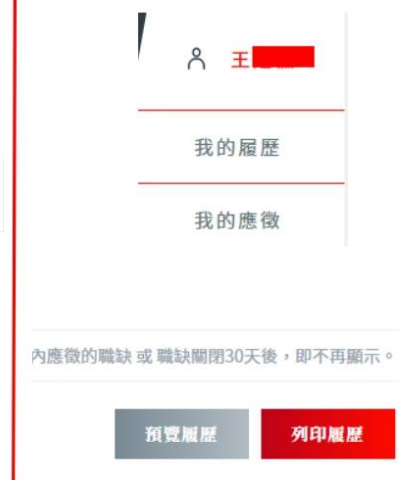 王
我的履歷
我的應徵
內應徵的職缺 或 職缺關閉30天後，即不再顯示。
預覽履歷
列印履歷